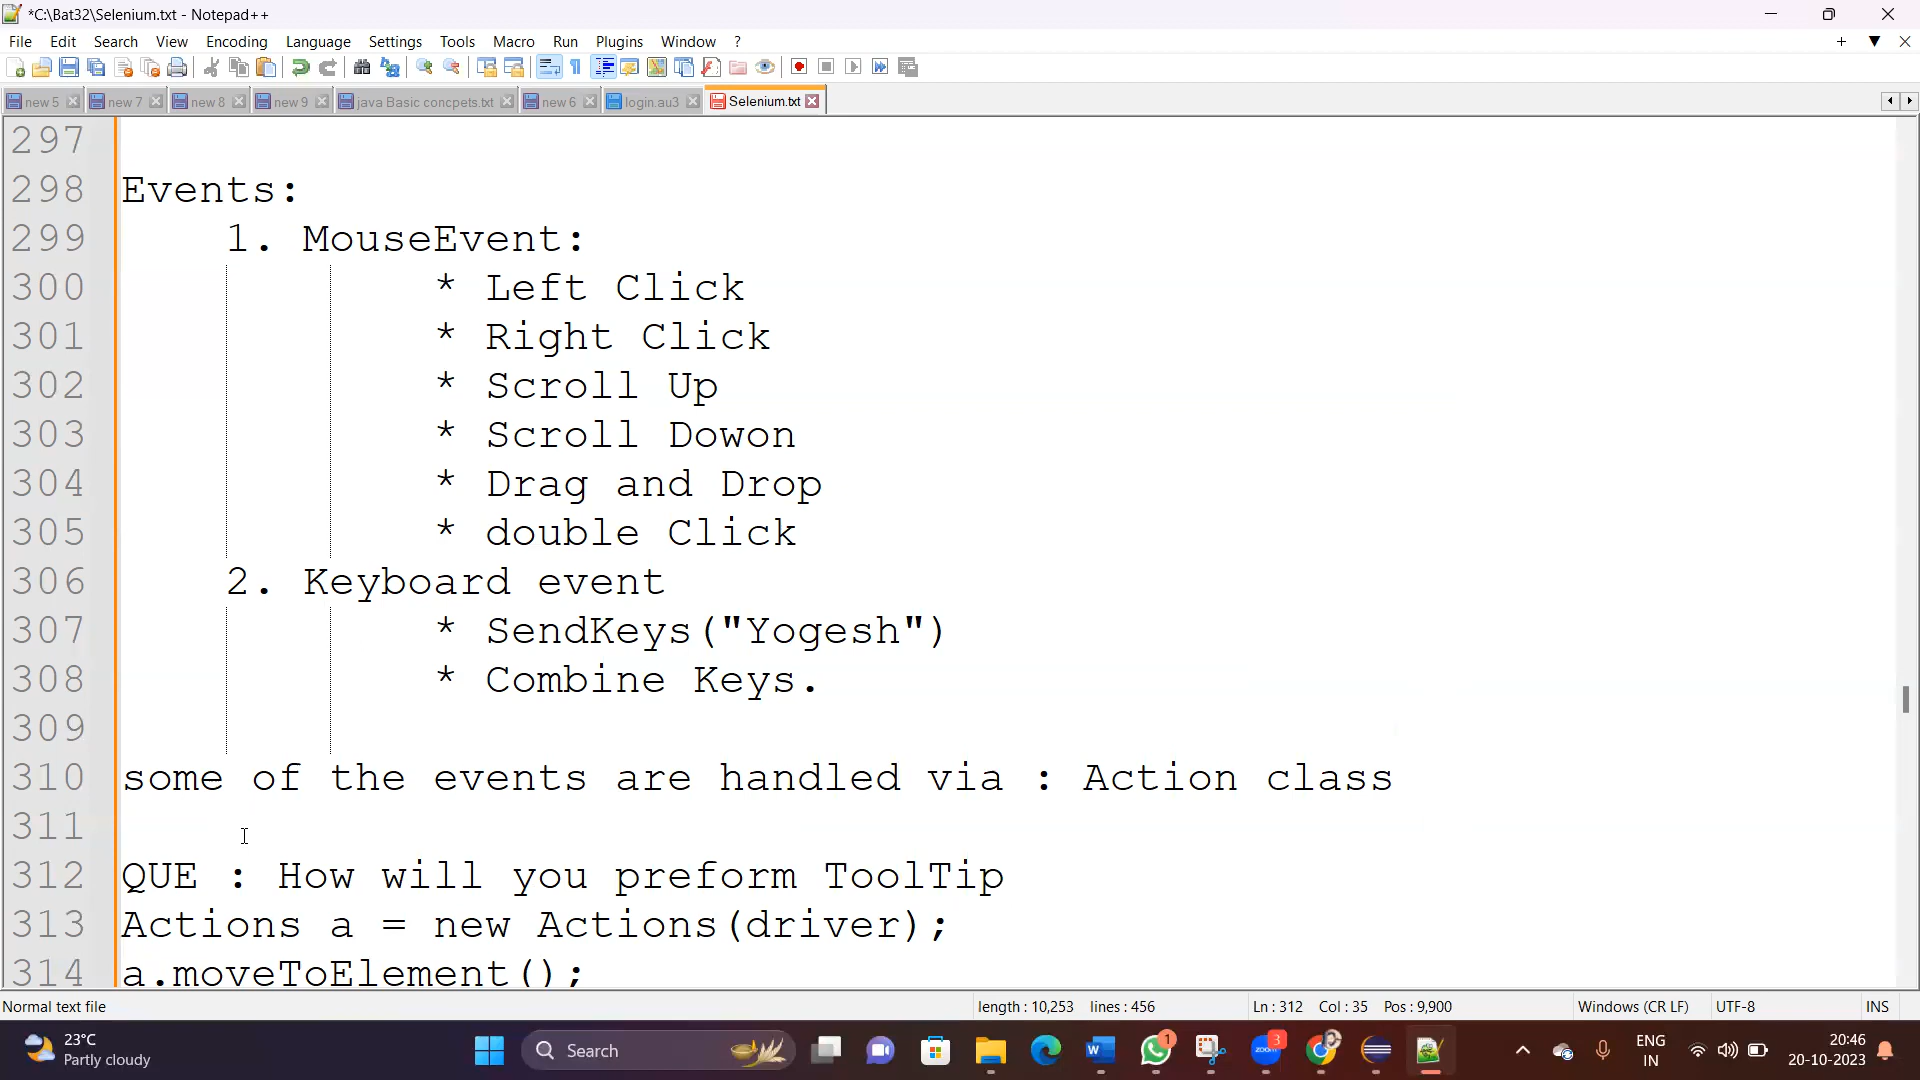 *C:\Bat32\Selenium.txt - Notepad++
File Edit Search View Encoding Language Settings Tools Macro Run Plugins Window ?
new 5 new 7 new 8 new 9 java Basic concpets.txt new 6 login.au3 Selenium.txt
297
298 Events:
299 1. MouseEvent:
300 * Left Click
301 * Right Click
302 * Scroll Up
303 * Scroll Dowon
304 * Drag and Drop
305 * double Click
306 2. Keyboard event
307 * SendKeys("Yogesh")
308 * Combine Keys.
309
310 some of the events are handled via : Action class
311
312 QUE : How will you preform ToolTip
313 Actions a = new Actions(driver);
314 a.moveToElement();
Normal text file length : 10,253 lines : 456 Ln : 312 Col : 35 Pos : 9,900 Windows (CR LF) UTF-8 INS
23°C
Partly cloudy
Search
zoom
3
1
ENG
IN
20:46
20-10-2023